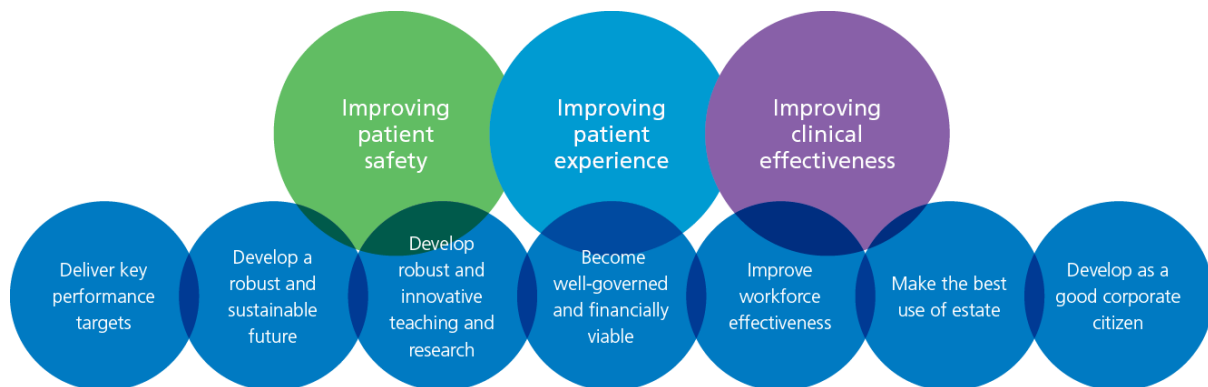 Improving
patient
safety
Improving
patient
experience
Improving
clinical
effectiveness
Deliver key
performance
targets
Develop a
robust and
sustainable
future
Develop
robust and
innovative
teaching and
research
Become
well-governed
and financially
viable
Improve
workforce
effectiveness
Make the best
use of estate
Develop as a
good corporate
citizen